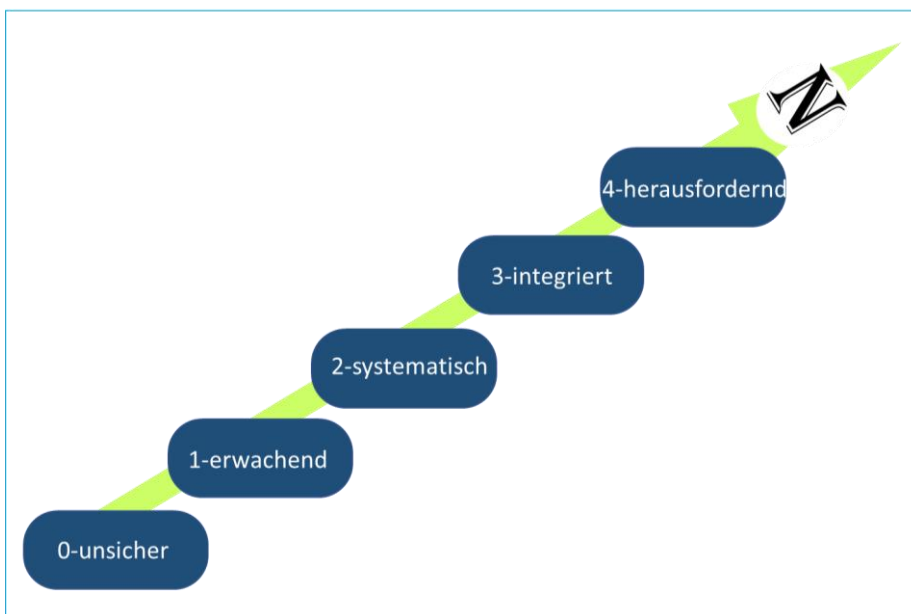 N
4-herausfordernd
3-integriert
2-systematisch
1-erwachend
0-unsicher